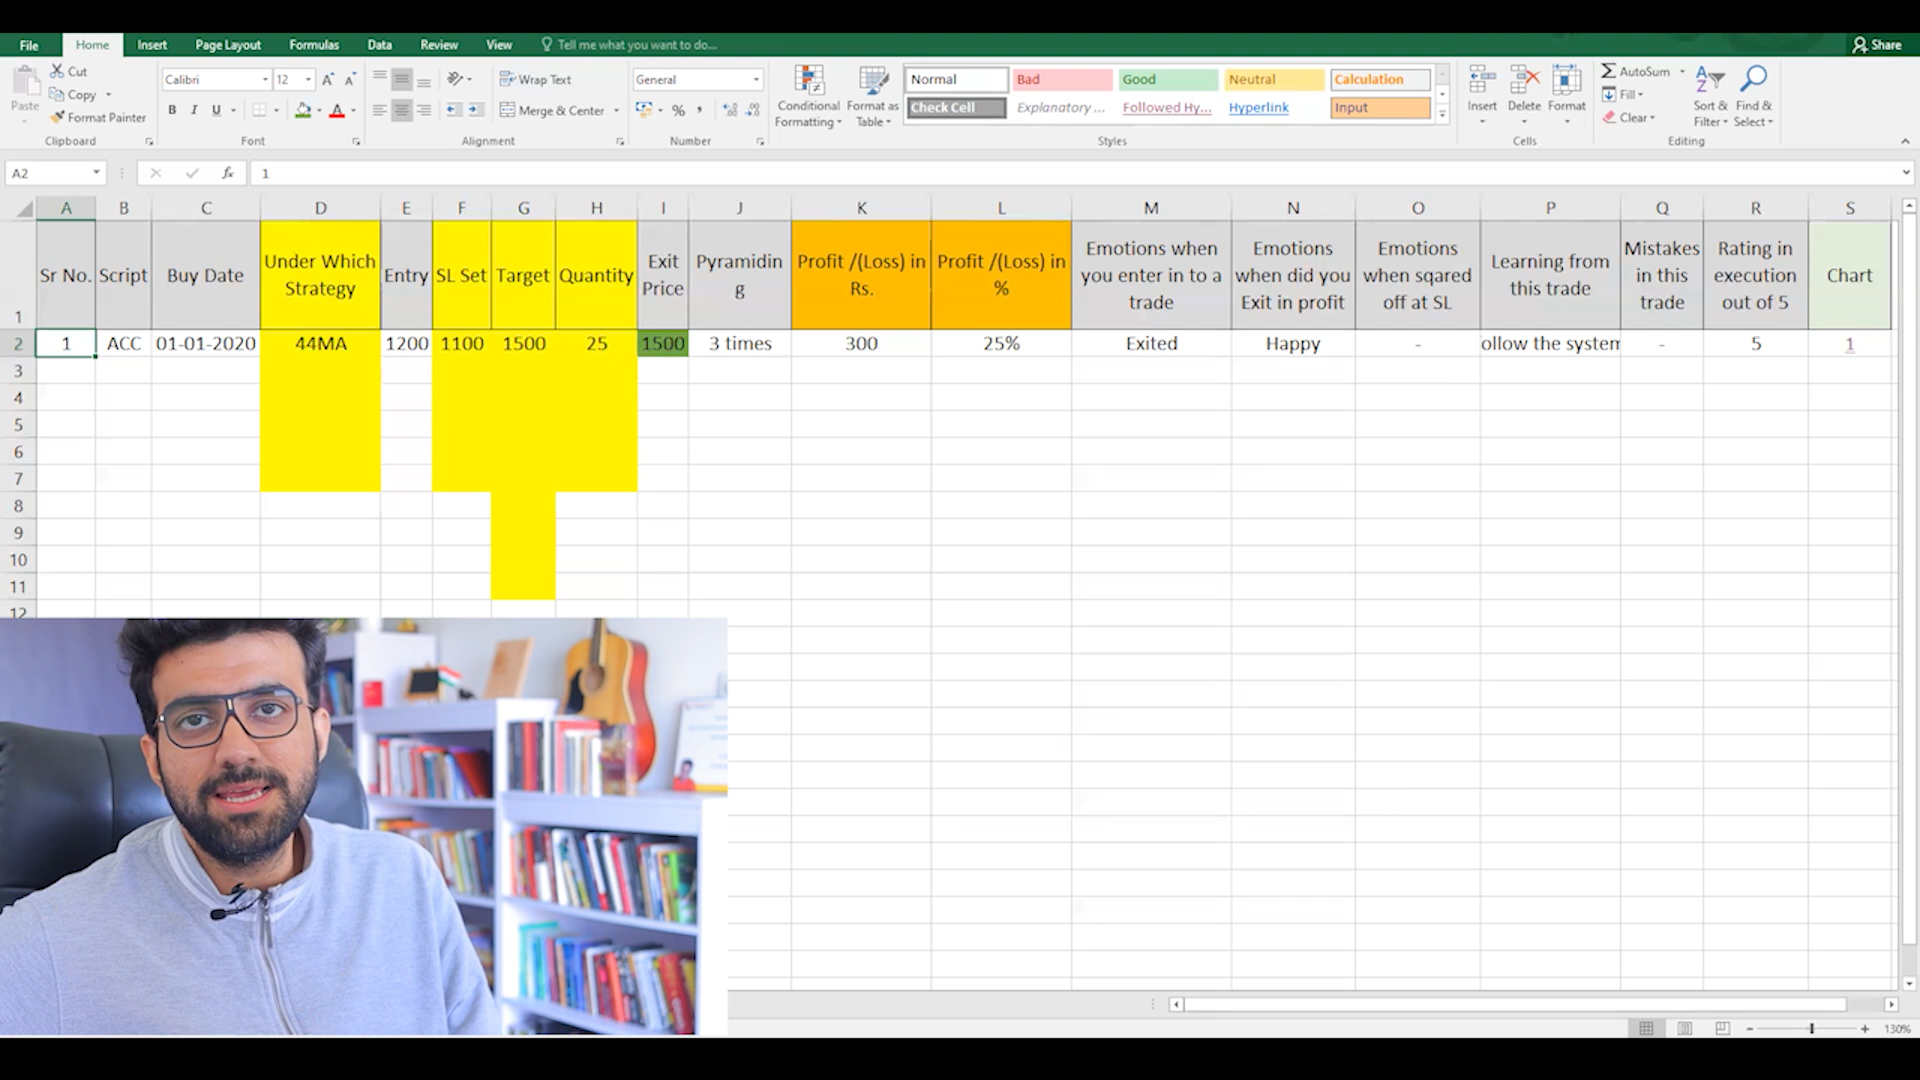 File Home Insert Page Layout Formulas Data Review View Tell me what you want to do... Share
Cut
Copy
Format Painter
Paste
Calibri 12
B I U
Wrap Text
Merge & Center
General
Conditional Formatting
Format as Table
Normal Bad Good Neutral Calculation
Check Cell Explanatory ... Followed Hy... Hyperlink Input
Insert Delete Format
AutoSum
Fill
Clear
Sort & Filter
Find & Select
Clipboard Font Alignment Number Styles Cells Editing
A2 fx 1
A B C D E F G H I J K L M N O P Q R S
1 Sr No. Script Buy Date Under Which Strategy Entry SL Set Target Quantity Exit Price Pyramiding Profit /(Loss) in Rs. Profit /(Loss) in % Emotions when you enter in to a trade Emotions when did you Exit in profit Emotions when sqared off at SL Learning from this trade Mistakes in this trade Rating in execution out of 5 Chart
2 1 ACC 01-01-2020 44MA 1200 1100 1500 25 1500 3 times 300 25% Exited Happy - ollow the system - 5 1
3
4
5
6
7
8
9
10
11
12
130%